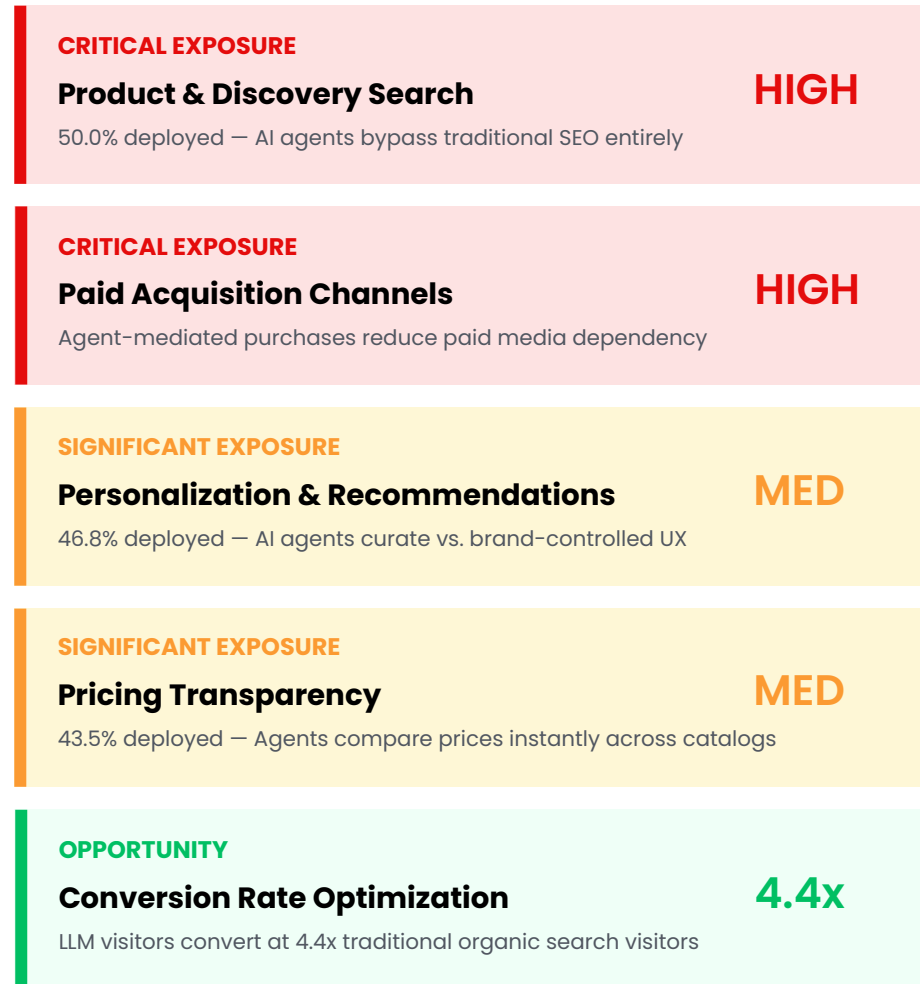 CRITICAL EXPOSURE
Product & Discovery Search
HIGH
50.0% deployed — AI agents bypass traditional SEO entirely
CRITICAL EXPOSURE
Paid Acquisition Channels
HIGH
Agent-mediated purchases reduce paid media dependency
SIGNIFICANT EXPOSURE
Personalization & Recommendations
MED
46.8% deployed — AI agents curate vs. brand-controlled UX
SIGNIFICANT EXPOSURE
Pricing Transparency
MED
43.5% deployed — Agents compare prices instantly across catalogs
OPPORTUNITY
Conversion Rate Optimization
4.4x
LLM visitors convert at 4.4x traditional organic search visitors